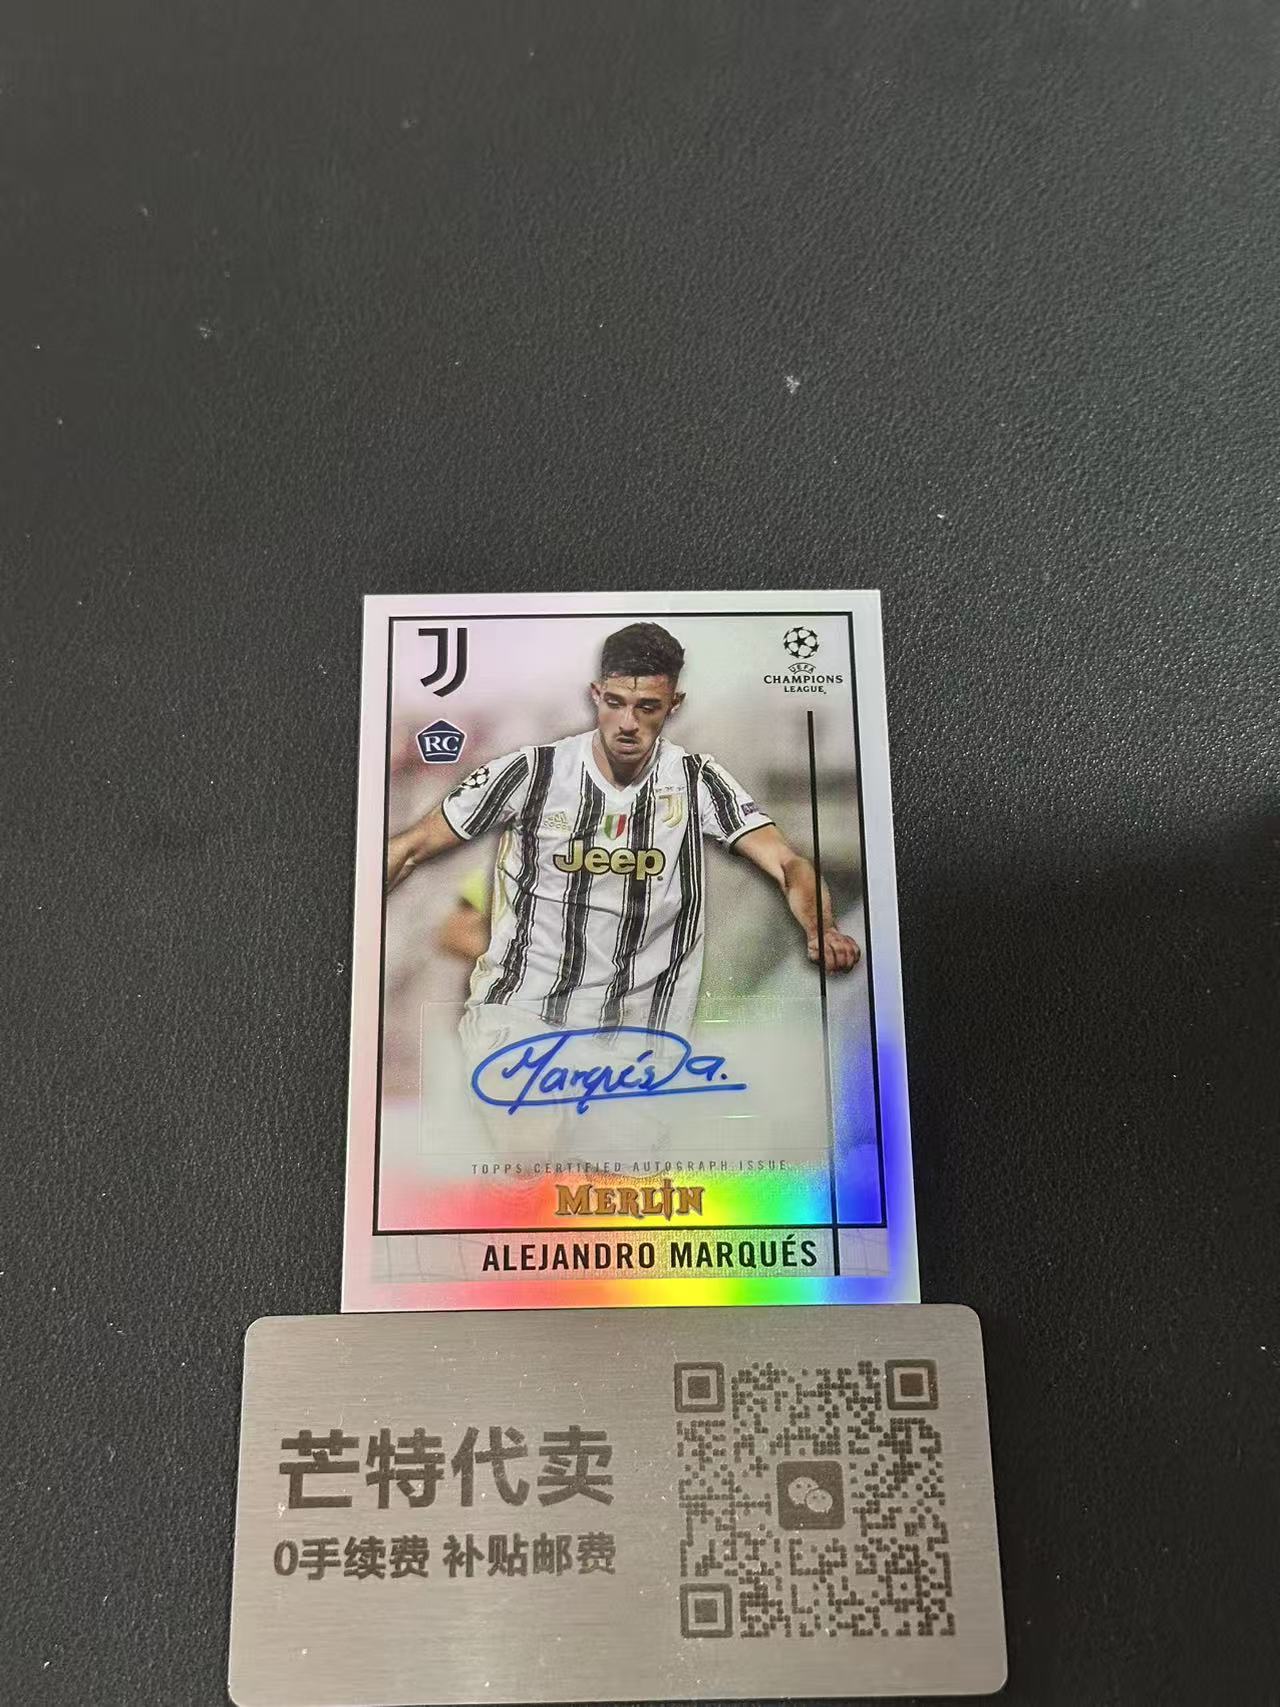 RC
UEFA
CHAMPIONS
LEAGUE
Jeep
Marqués a.
TOPPS CERTIFIED AUTOGRAPH ISSUE
MERLIN
ALEJANDRO MARQUÉS
芒特代卖
0手续费 补贴邮费